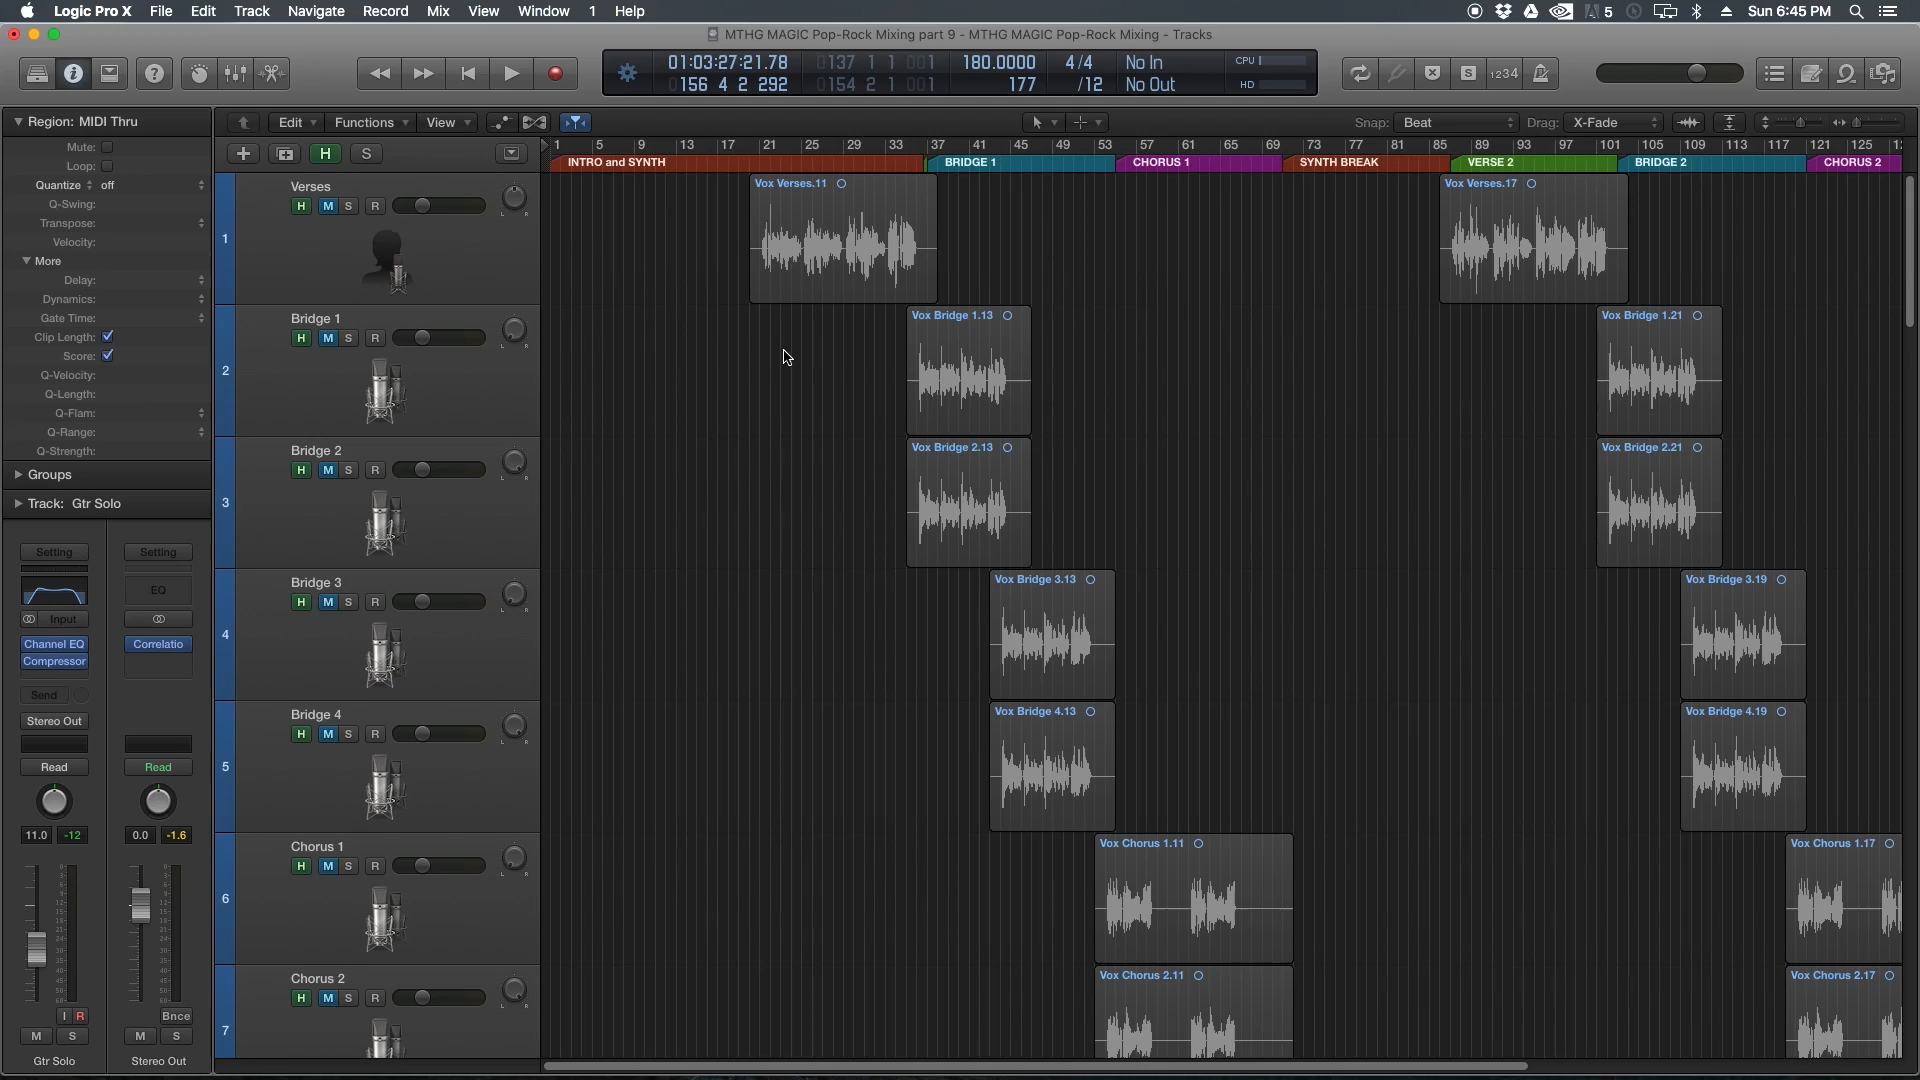 Logic Pro X File Edit Track Navigate Record Mix View Window 1 Help
5 Sun 6:45 PM
MTHG MAGIC Pop-Rock Mixing part 9 - MTHG MAGIC Pop-Rock Mixing - Tracks
01:03:27:21.78 0137 1 1 001 180.0000 4/4 No In CPU
0156 4 2 292 0154 2 1 001 177 /12 No Out HD
S 1234
Region: MIDI Thru
Mute:
Loop:
Quantize off
Q-Swing:
Transpose:
Velocity:
More
Delay:
Dynamics:
Gate Time:
Clip Length:
Score:
Q-Velocity:
Q-Length:
Q-Flam:
Q-Range:
Q-Strength:
Groups
Track: Gtr Solo
Setting Setting
EQ
Input
Channel EQ Correlatio
Compressor
Send
Stereo Out
Read Read
11.0 -12 0.0 -1.6
I R Bnce
M S M S
Gtr Solo Stereo Out
Edit Functions View Snap: Beat Drag: X-Fade
H S
1 5 9 13 17 21 25 29 33 37 41 45 49 53 57 61 65 69 73 77 81 85 89 93 97 101 105 109 113 117 121 125
INTRO and SYNTH BRIDGE 1 CHORUS 1 SYNTH BREAK VERSE 2 BRIDGE 2 CHORUS 2
1 Verses
H M S R
L R
Vox Verses.11 Vox Verses.17
2 Bridge 1
H M S R
L R
Vox Bridge 1.13 Vox Bridge 1.21
3 Bridge 2
H M S R
L R
Vox Bridge 2.13 Vox Bridge 2.21
4 Bridge 3
H M S R
L R
Vox Bridge 3.13 Vox Bridge 3.19
5 Bridge 4
H M S R
L R
Vox Bridge 4.13 Vox Bridge 4.19
6 Chorus 1
H M S R
L R
Vox Chorus 1.11 Vox Chorus 1.17
7 Chorus 2
H M S R
L R
Vox Chorus 2.11 Vox Chorus 2.17